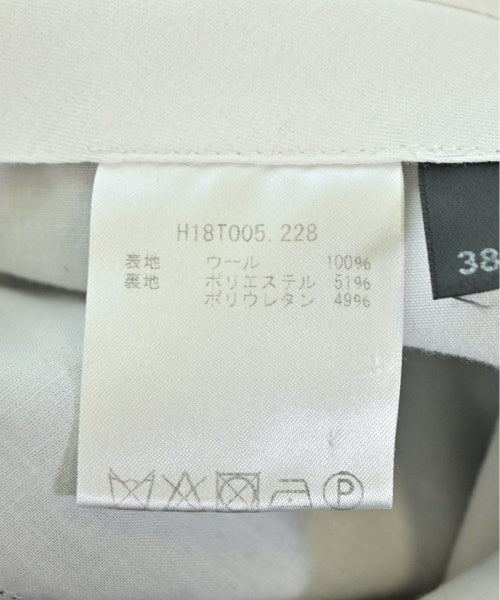 H18T005.228
表地 ウール 100%
裏地 ポリエステル 51%
ポリウレタン 49%
38
P